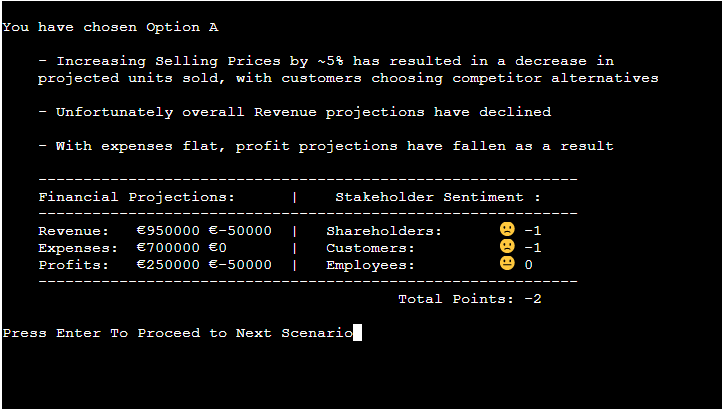 You have chosen Option A
- Increasing Selling Prices by ~5% has resulted in a decrease in
projected units sold, with customers choosing competitor alternatives
- Unfortunately overall Revenue projections have declined
- With expenses flat, profit projections have fallen as a result
------------------------------------------------------------
Financial Projections: | Stakeholder Sentiment :
------------------------------------------------------------
Revenue: €950000 €-50000 | Shareholders: 🙁 -1
Expenses: €700000 €0 | Customers: 🙁 -1
Profits: €250000 €-50000 | Employees: 😐 0
------------------------------------------------------------
Total Points: -2
Press Enter To Proceed to Next Scenario